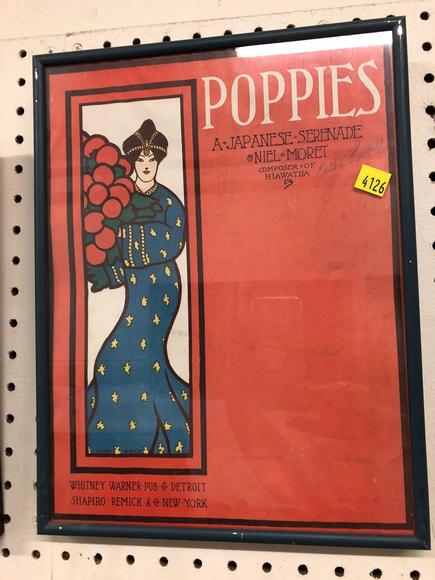 POPPIES
A·JAPANESE·SERENADE
BY NIEL·MORET
COMPOSER·OF
HIAWATHA
5
4126
WHITNEY WARNER PUB Co DETROIT
SHAPIRO·REMICK & Co NEW-YORK